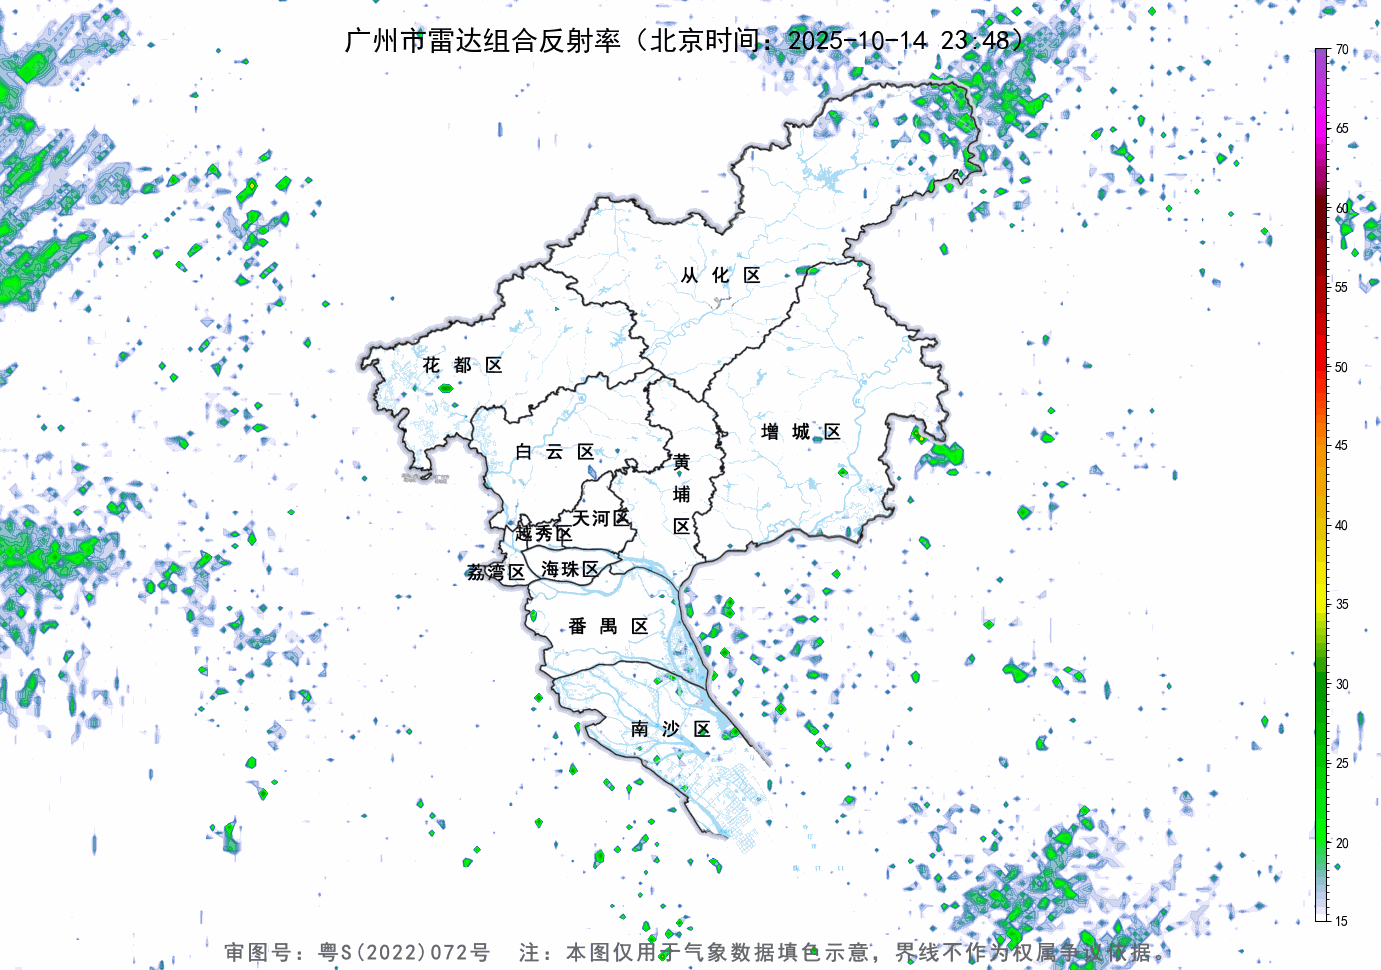 广州市雷达组合反射率（北京时间：2025-10-14 23:48）
70
65
60
55
50
45
40
35
30
25
20
15
从化区
花都区
增城区
白云区
黄埔区
天河区
越秀区
海珠区
荔湾区
番禺区
南沙区
审图号：粤S(2022)072号 注：本图仅用于气象数据填色示意，界线不作为权属争议依据。